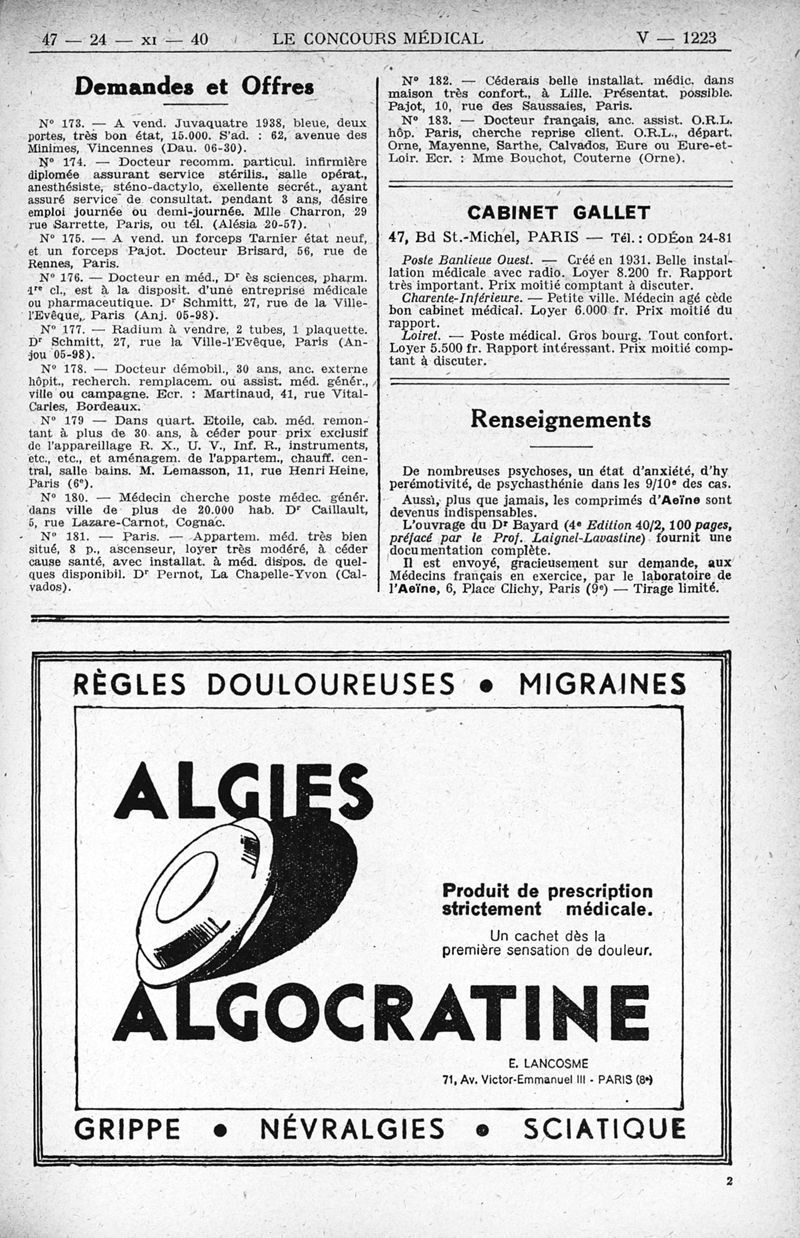 47 — 24 — XI — 40 LE CONCOURS MÉDICAL V — 1223
Demandes et Offres
N° 173. — A vend. Juvaquatre 1938, bleue, deux
portes, très bon état, 15.000. S'ad. : 62, avenue des
Minimes, Vincennes (Dau. 06-30).
N° 174. — Docteur recomm. particul. infirmière
diplomée assurant service stérilis., salle opérat.,
anesthésiste, sténo-dactylo, exellente secrét., ayant
assuré service de consultat. pendant 3 ans, désire
emploi journée ou demi-journée. Mlle Charron, 29
rue Sarrette, Paris, ou tél. (Alésia 20-57).
N° 175. — A vend. un forceps Tarnier état neuf,
et un forceps Pajot. Docteur Brisard, 56, rue de
Rennes, Paris.
N° 176. — Docteur en méd., Dr ès sciences, pharm.
1re cl., est à la disposit. d'une entreprise médicale
ou pharmaceutique. Dr Schmitt, 27, rue de la Ville-
l'Evêque, Paris (Anj. 05-98).
N° 177. — Radium à vendre, 2 tubes, 1 plaquette.
Dr Schmitt, 27, rue la Ville-l'Evêque, Paris (An-
jou 05-98).
N° 178. — Docteur démobil., 30 ans, anc. externe
hôpit., recherch. remplacem. ou assist. méd. génér.,
ville ou campagne. Ecr. : Martinaud, 41, rue Vital-
Carles, Bordeaux.
N° 179 — Dans quart. Etoile, cab. méd. remon-
tant à plus de 30 ans, à céder pour prix exclusif
de l'appareillage R. X., U. V., Inf. R., instruments,
etc., etc., et aménagem. de l'appartem., chauff. cen-
tral, salle bains. M. Lemasson, 11, rue Henri Heine,
Paris (6e).
N° 180. — Médecin cherche poste médec. génér.
dans ville de plus de 20.000 hab. Dr Caillault,
5, rue Lazare-Carnot, Cognac.
N° 181. — Paris. — Appartem. méd. très bien
situé, 8 p., ascenseur, loyer très modéré, à céder
cause santé, avec installat. à méd. dispos. de quel-
ques disponibil. Dr Pernot, La Chapelle-Yvon (Cal-
vados).
N° 182. — Céderais belle installat. médic. dans
maison très confort., à Lille. Présentat. possible.
Pajot, 10, rue des Saussaies, Paris.
N° 183. — Docteur français, anc. assist. O.R.L.
hôp. Paris, cherche reprise client. O.R.L., départ.
Orne, Mayenne, Sarthe, Calvados, Eure ou Eure-et-
Loir. Ecr. : Mme Bouchot, Couterne (Orne).
CABINET GALLET
47, Bd St.-Michel, PARIS — Tél. : ODÉon 24-81
Poste Banlieue Ouest. — Créé en 1931. Belle instal-
lation médicale avec radio. Loyer 8.200 fr. Rapport
très important. Prix moitié comptant à discuter.
Charente-Inférieure. — Petite ville. Médecin agé cède
bon cabinet médical. Loyer 6.000 fr. Prix moitié du
rapport.
Loiret. — Poste médical. Gros bourg. Tout confort.
Loyer 5.500 fr. Rapport intéressant. Prix moitié comp-
tant à discuter.
Renseignements
De nombreuses psychoses, un état d'anxiété, d'hy
perémotivité, de psychasthénie dans les 9/10e des cas.
Aussi, plus que jamais, les comprimés d'Aeïne sont
devenus indispensables.
L'ouvrage du Dr Bayard (4e Edition 40/2, 100 pages,
préfacé par le Prof. Laignel-Lavastine) fournit une
documentation complète.
Il est envoyé, gracieusement sur demande, aux
Médecins français en exercice, par le laboratoire de
l'Aeïne, 6, Place Clichy, Paris (9e) — Tirage limité.
RÈGLES DOULOUREUSES • MIGRAINES
ALGIES
Produit de prescription
strictement médicale.
Un cachet dès la
première sensation de douleur.
ALGOCRATINE
E. LANCOSME
71, Av. Victor-Emmanuel III - PARIS (8e)
GRIPPE • NÉVRALGIES • SCIATIQUE
2